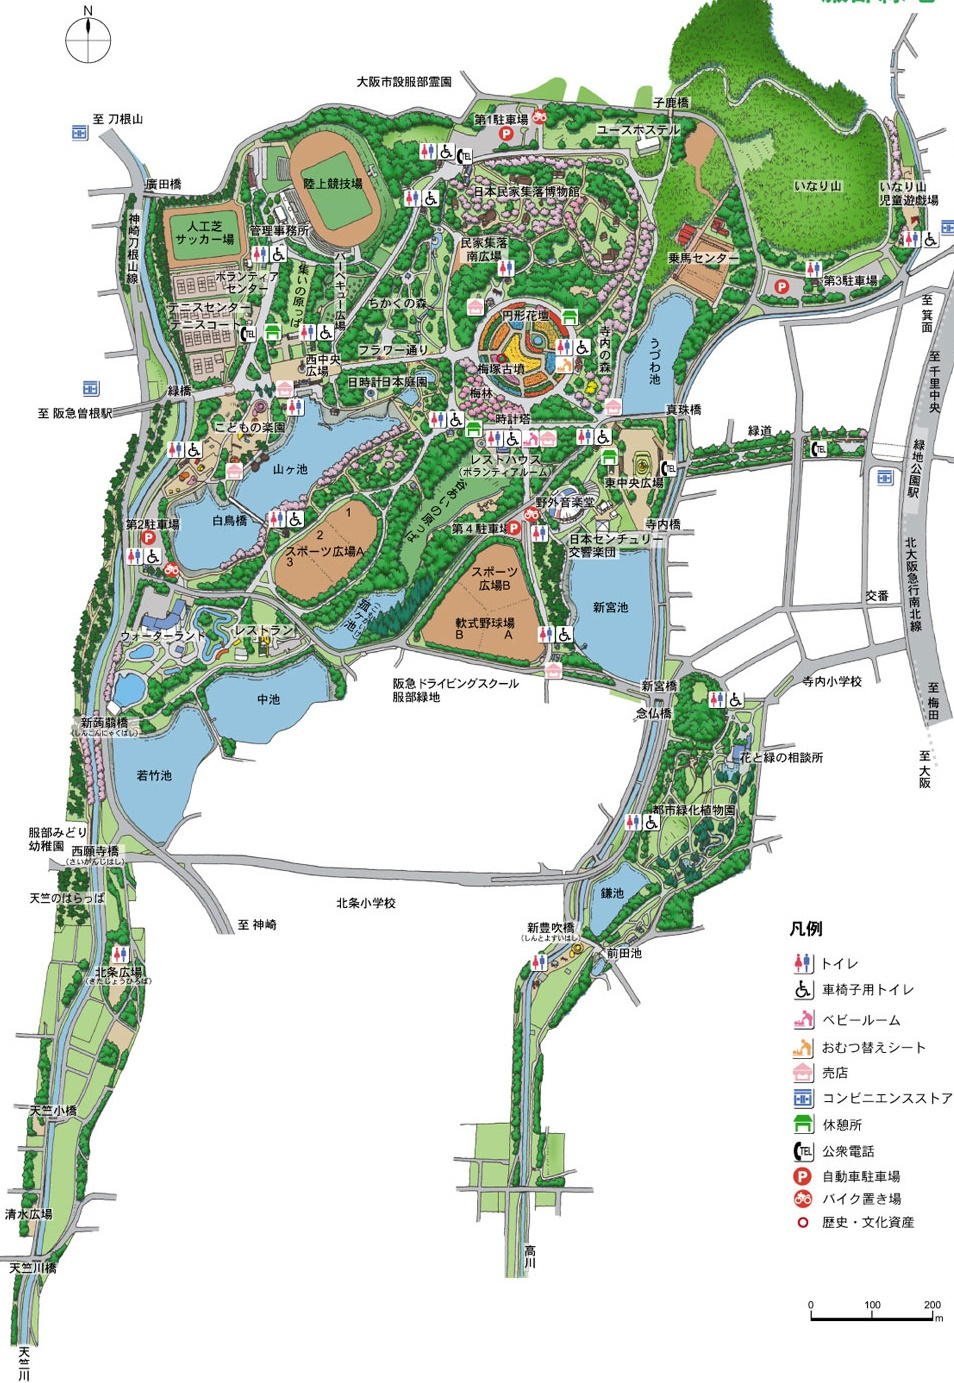 N
大阪市設服部霊園
至 刀根山
子鹿橋
第1駐車場
P
ユースホステル
TEL
廣田橋
陸上競技場
日本民家集落博物館
いなり山
いなり山
児童遊戯場
神崎刀根山線
人工芝
サッカー場
管理事務所
民家集落
南広場
乗馬センター
ボランティア
センター
集いの原っぱ
バーベキュー広場
第3駐車場
P
テニスセンター
テニスコート
TEL
ちかくの森
円形花壇
寺内の森
うづわ池
至 箕面
西中央
広場
フラワー通り
梅塚古墳
至 千里中央
緑橋
日時計
日本庭園
梅林
至 阪急曽根駅
こどもの楽園
時計塔
真珠橋
緑道
TEL
山ヶ池
レストハウス
(ボランティアルーム)
谷あいの原っぱ
東中央広場
TEL
緑地公園駅
白鳥橋
第2駐車場
P
1
2
スポーツ広場A
3
第4駐車場
P
野外音楽堂
寺内橋
日本センチュリー
交響楽団
北大阪急行南北線
スポーツ
広場B
新宮池
交番
ウォーターランド
レストラン
軟式野球場
B
A
阪急ドライビングスクール
服部緑地
寺内小学校
新宮橋
念仏橋
至 梅田
中池
新蒟蒻橋
(しんこんにゃくばし)
若竹池
花と緑の相談所
至 大阪
都市緑化植物園
服部みどり
幼稚園
西願寺橋
(さいがんじばし)
天竺のはらっぱ
鎌池
北条小学校
至 神崎
新豊吹橋
(しんとよすいばし)
前田池
北条広場
(きたじょうひろば)
天竺小橋
清水広場
天竺川橋
高川
天竺川
凡例
トイレ
車椅子用トイレ
ベビールーム
おむつ替えシート
売店
コンビニエンスストア
休憩所
TEL 公衆電話
P 自動車駐車場
バイク置き場
歴史・文化資産
0 100 200
m